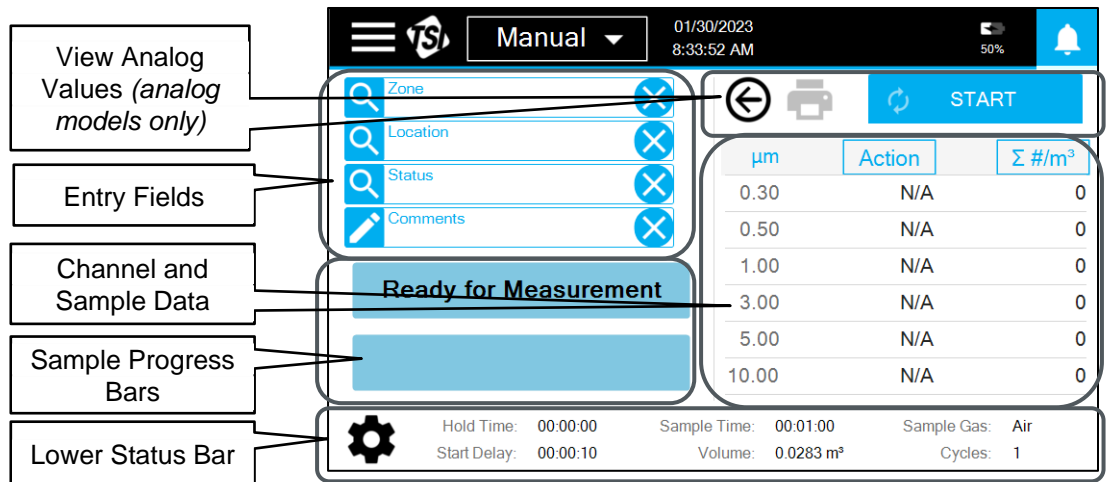 View Analog
Values (analog
models only)
Entry Fields
Channel and
Sample Data
Sample Progress
Bars
Lower Status Bar
TSI Manual 01/30/2023
8:33:52 AM 50%
Zone
Location
Status
Comments
START
µm Action Σ #/m³
0.30 N/A 0
0.50 N/A 0
1.00 N/A 0
3.00 N/A 0
5.00 N/A 0
10.00 N/A 0
Ready for Measurement
Hold Time: 00:00:00 Sample Time: 00:01:00 Sample Gas: Air
Start Delay: 00:00:10 Volume: 0.0283 m³ Cycles: 1